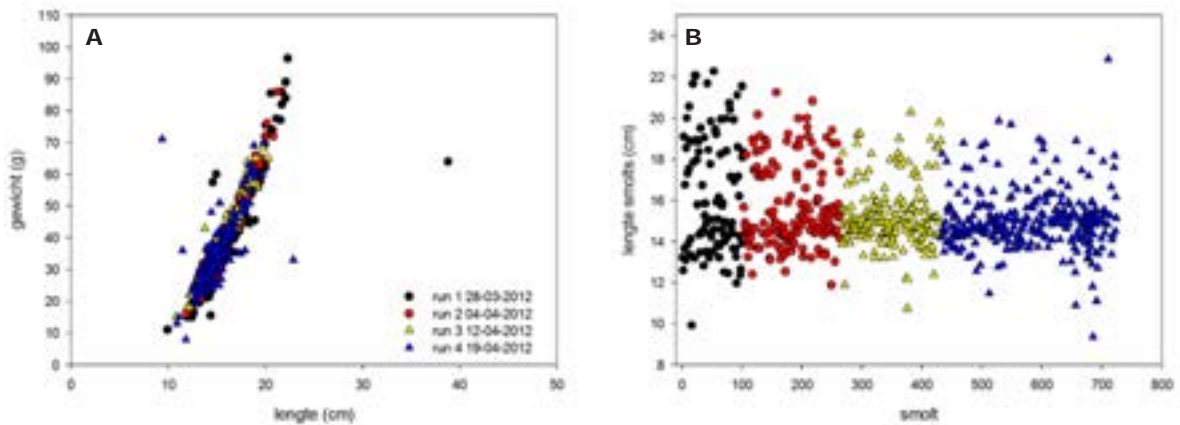 A
110
100
90
80
70
60
50
40
30
20
10
0
gewicht (g)
0 10 20 30 40 50
lengte (cm)
run 1 28-03-2012
run 2 04-04-2012
run 3 12-04-2012
run 4 19-04-2012
B
24
22
20
18
16
14
12
10
8
lengte smolts (cm)
0 100 200 300 400 500 600 700 800
smolt